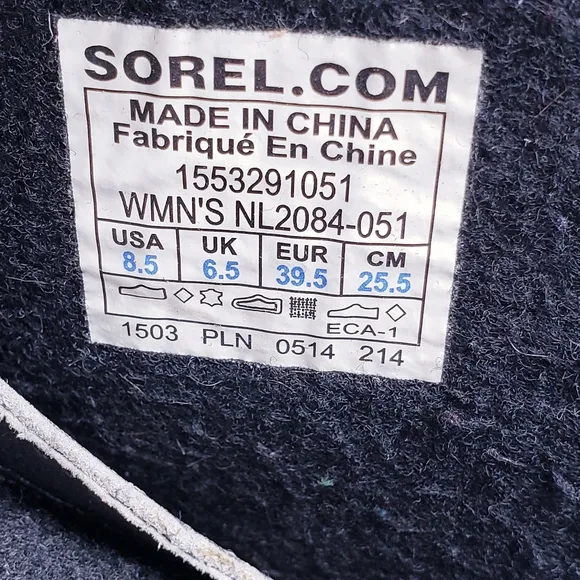 SOREL.COM
MADE IN CHINA
Fabriqué En Chine
1553291051
WMN'S NL2084-051
USA UK EUR CM
8.5 6.5 39.5 25.5
ECA-1
1503 PLN 0514 214